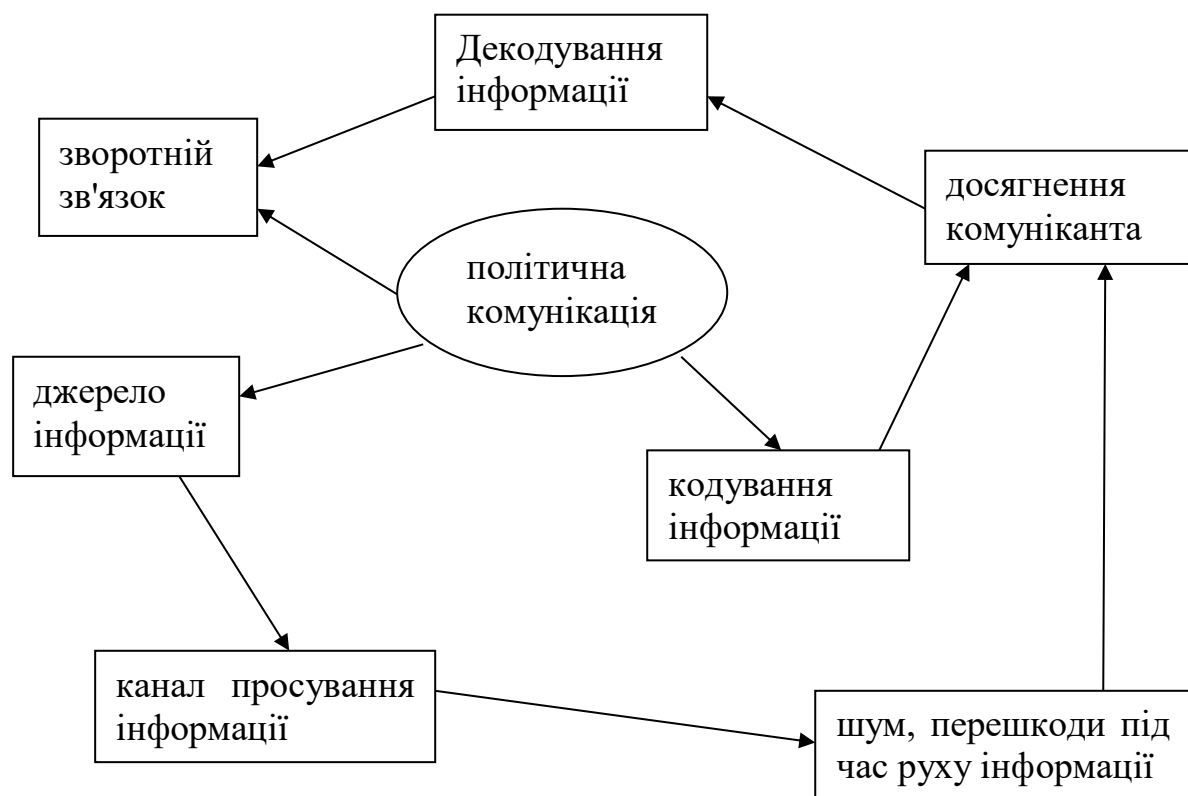 Декодування
інформації
зворотній
зв'язок
досягнення
комуніканта
політична
комунікація
джерело
інформації
кодування
інформації
канал просування
інформації
шум, перешкоди під
час руху інформації